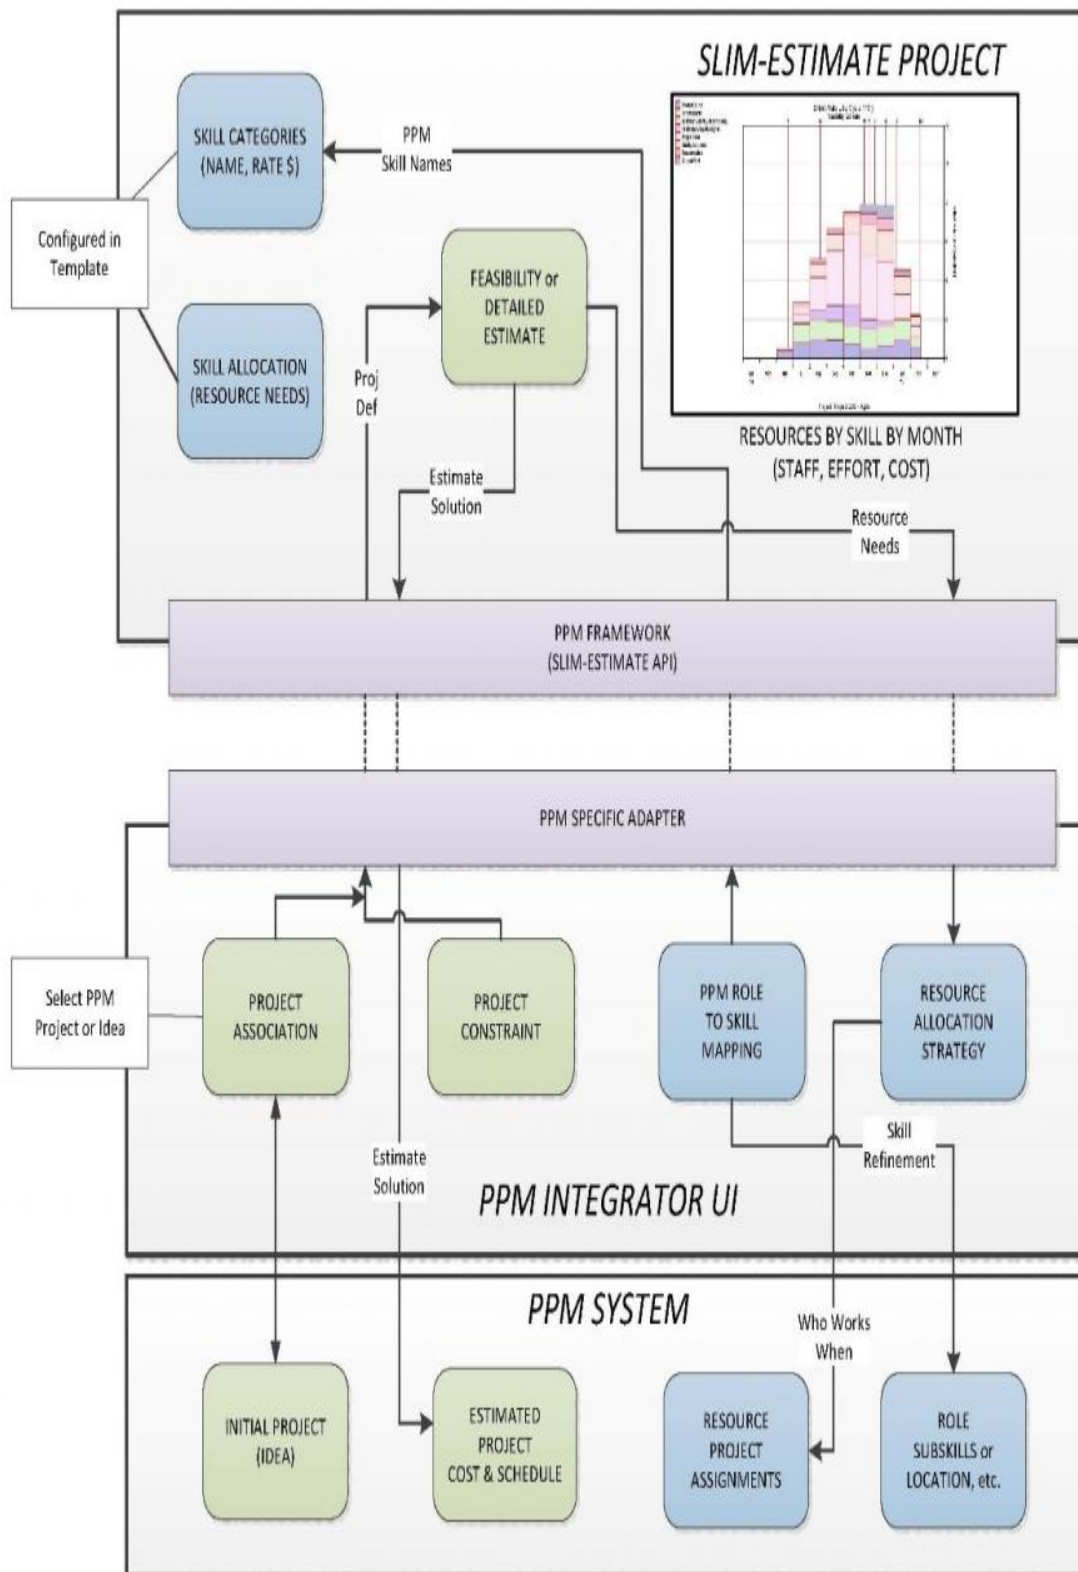 SLIM-ESTIMATE PROJECT
SKILL CATEGORIES
(NAME, RATE $)
PPM
Skill Names
Configured in
Template
FEASIBILITY or
DETAILED
ESTIMATE
SKILL ALLOCATION
(RESOURCE NEEDS)
Proj
Def
RESOURCES BY SKILL BY MONTH
(STAFF, EFFORT, COST)
Estimate
Solution
Resource
Needs
PPM FRAMEWORK
(SLIM-ESTIMATE API)
PPM SPECIFIC ADAPTER
Select PPM
Project or Idea
PROJECT
ASSOCIATION
PROJECT
CONSTRAINT
PPM ROLE
TO SKILL
MAPPING
RESOURCE
ALLOCATION
STRATEGY
Estimate
Solution
Skill
Refinement
PPM INTEGRATOR UI
PPM SYSTEM
Who Works
When
INITIAL PROJECT
(IDEA)
ESTIMATED
PROJECT
COST & SCHEDULE
RESOURCE
PROJECT
ASSIGNMENTS
ROLE
SUBSKILLS or
LOCATION, etc.